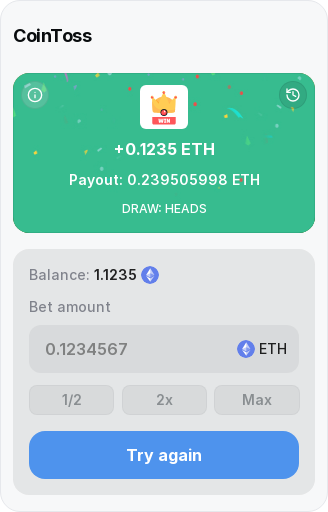 CoinToss
WIN
+0.1235 ETH
Payout: 0.239505998 ETH
DRAW: HEADS
Balance: 1.1235
Bet amount
0.1234567 ETH
1/2 2x Max
Try again